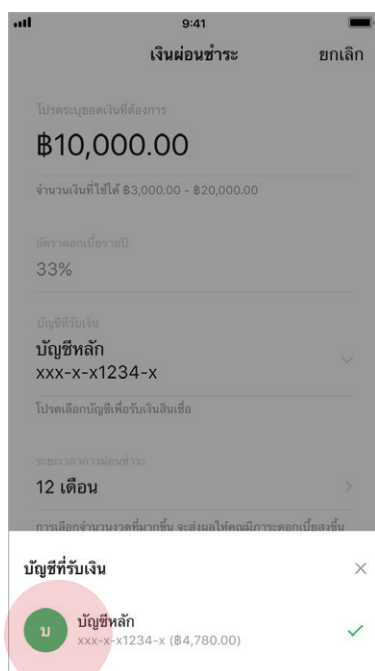 9:41
เงินผ่อนชำระ
ยกเลิก
โปรดระบุยอดเงินที่ต้องการ
฿10,000.00
จำนวนเงินที่ใช้ได้ ฿3,000.00 - ฿20,000.00
อัตราดอกเบี้ยรายปี
33%
บัญชีที่รับเงิน
บัญชีหลัก
xxx-x-x1234-x
โปรดเลือกบัญชีเพื่อรับเงินสินเชื่อ
ระยะเวลาการผ่อนชำระ
12 เดือน
การเลือกจำนวนงวดที่มากขึ้น จะส่งผลให้คุณมีภาระดอกเบี้ยสูงขึ้น
บัญชีที่รับเงิน
บ
บัญชีหลัก
xxx-x-x1234-x (฿4,780.00)